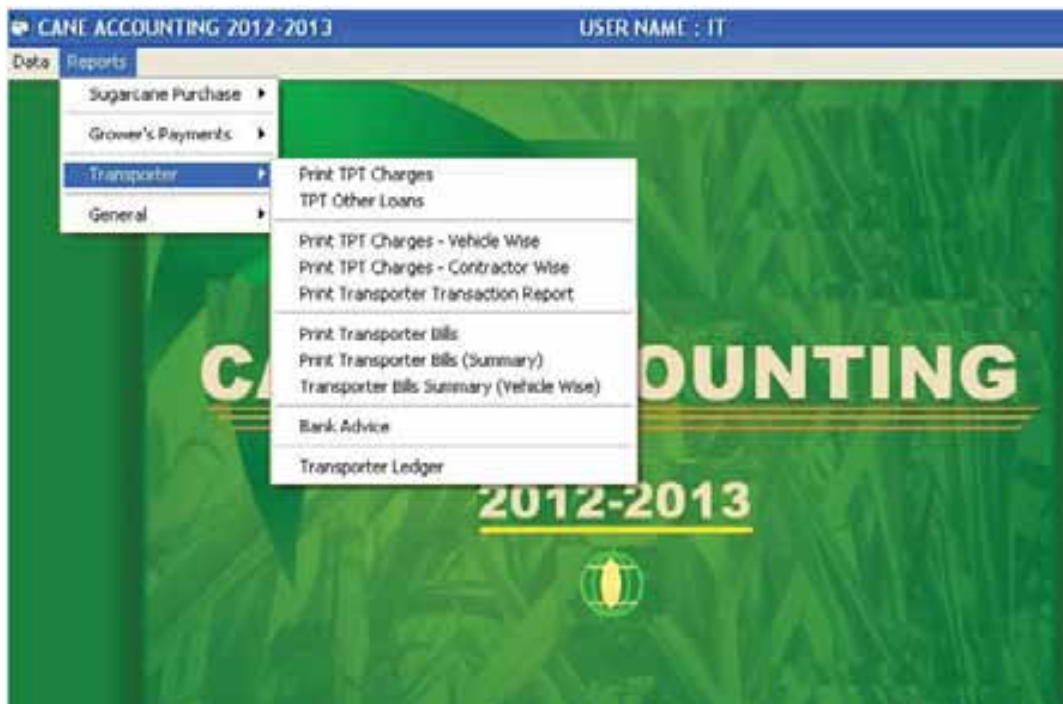 CANE ACCOUNTING 2012-2013 USER NAME : IT
Data Reports
Sugarcane Purchase
Grower's Payments
Transporter
General
Print TPT Charges
TPT Other Loans
Print TPT Charges - Vehicle Wise
Print TPT Charges - Contractor Wise
Print Transporter Transaction Report
Print Transporter Bills
Print Transporter Bills (Summary)
Transporter Bills Summary (Vehicle Wise)
Bank Advice
Transporter Ledger
CA OUNTING
2012-2013